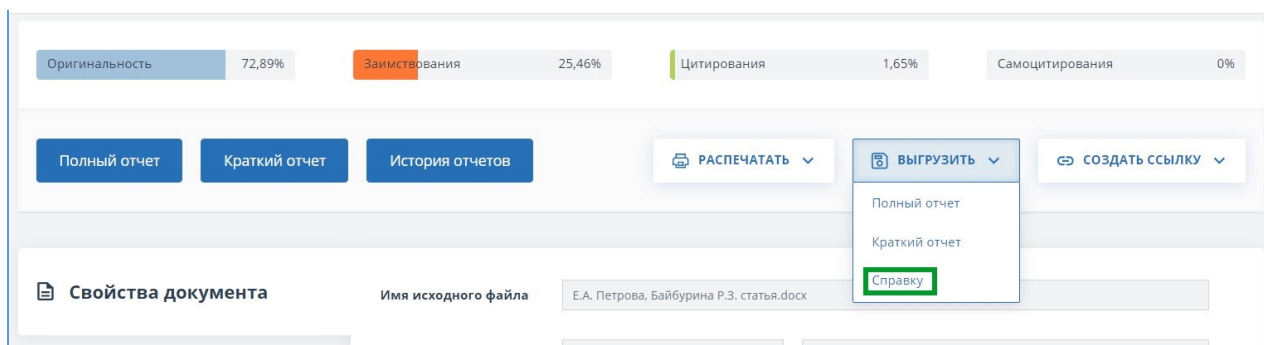 Оригинальность 72,89% Заимствования 25,46% Цитирования 1,65% Самоцитирования 0%
Полный отчет Краткий отчет История отчетов РАСПЕЧАТАТЬ ВЫГРУЗИТЬ СОЗДАТЬ ССЫЛКУ
Полный отчет
Краткий отчет
Справку
Свойства документа Имя исходного файла Е.А. Петрова, Байбурина Р.З. статья.docx